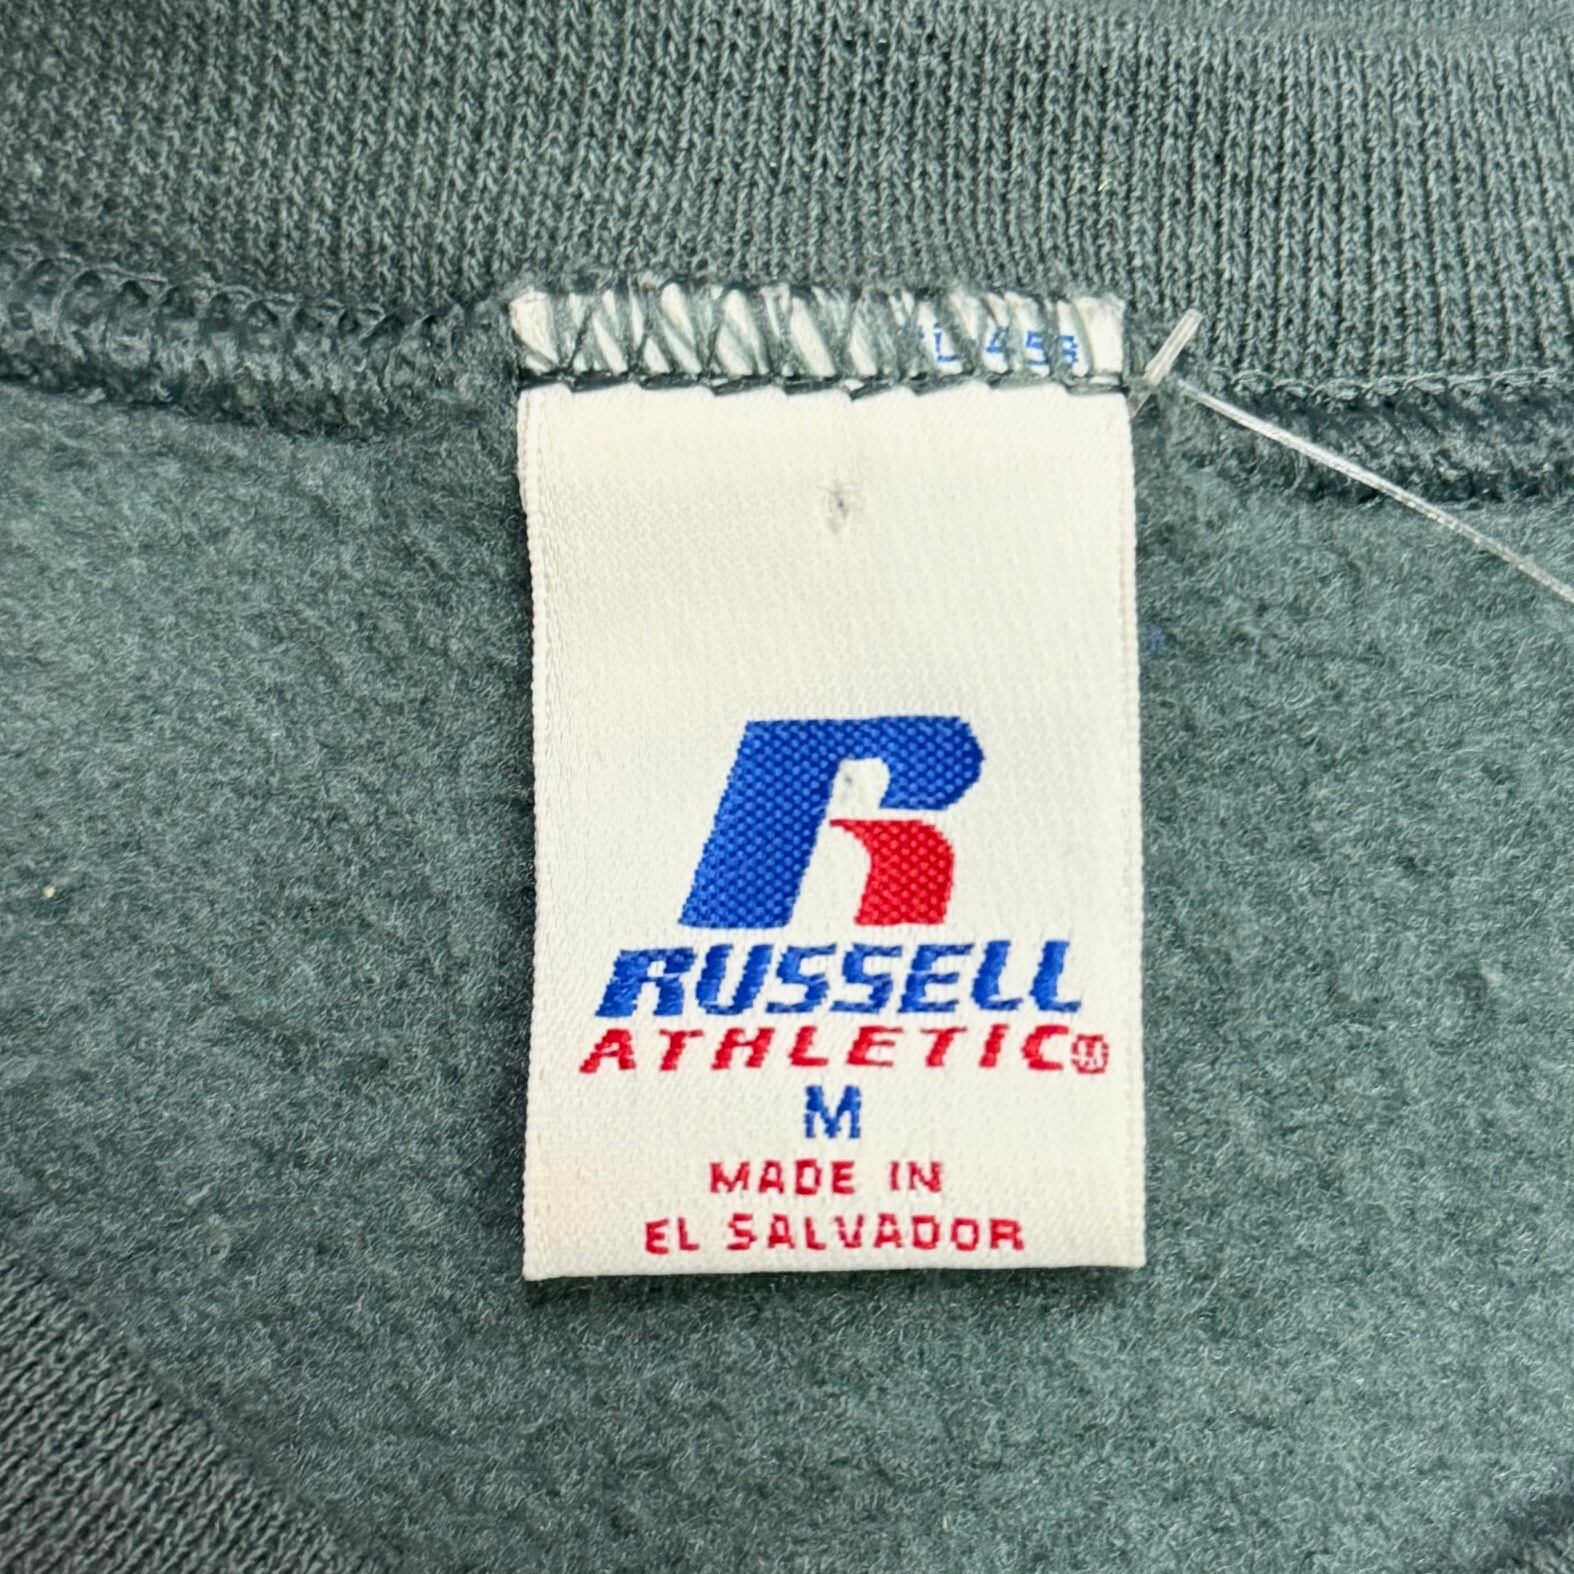 RUSSELL
ATHLETIC®
M
MADE IN
EL SALVADOR